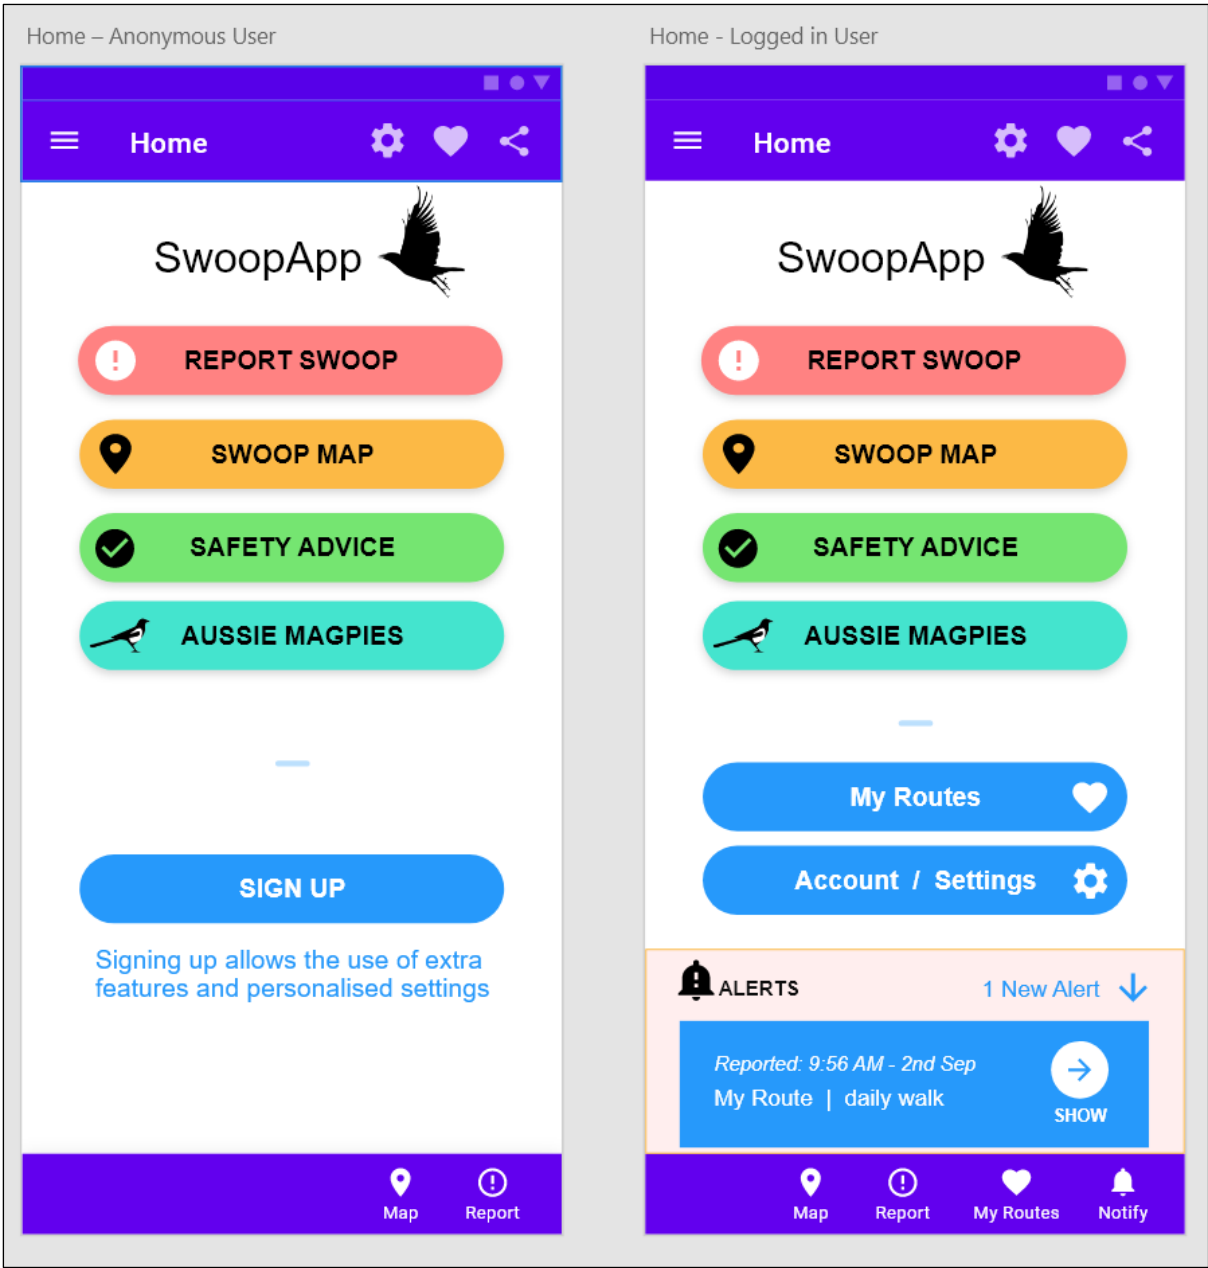 Home – Anonymous User
Home
SwoopApp
REPORT SWOOP
SWOOP MAP
SAFETY ADVICE
AUSSIE MAGPIES
SIGN UP
Signing up allows the use of extra
features and personalised settings
Map
Report
Home - Logged in User
Home
SwoopApp
REPORT SWOOP
SWOOP MAP
SAFETY ADVICE
AUSSIE MAGPIES
My Routes
Account / Settings
ALERTS
1 New Alert
Reported: 9:56 AM - 2nd Sep
My Route | daily walk
SHOW
Map
Report
My Routes
Notify